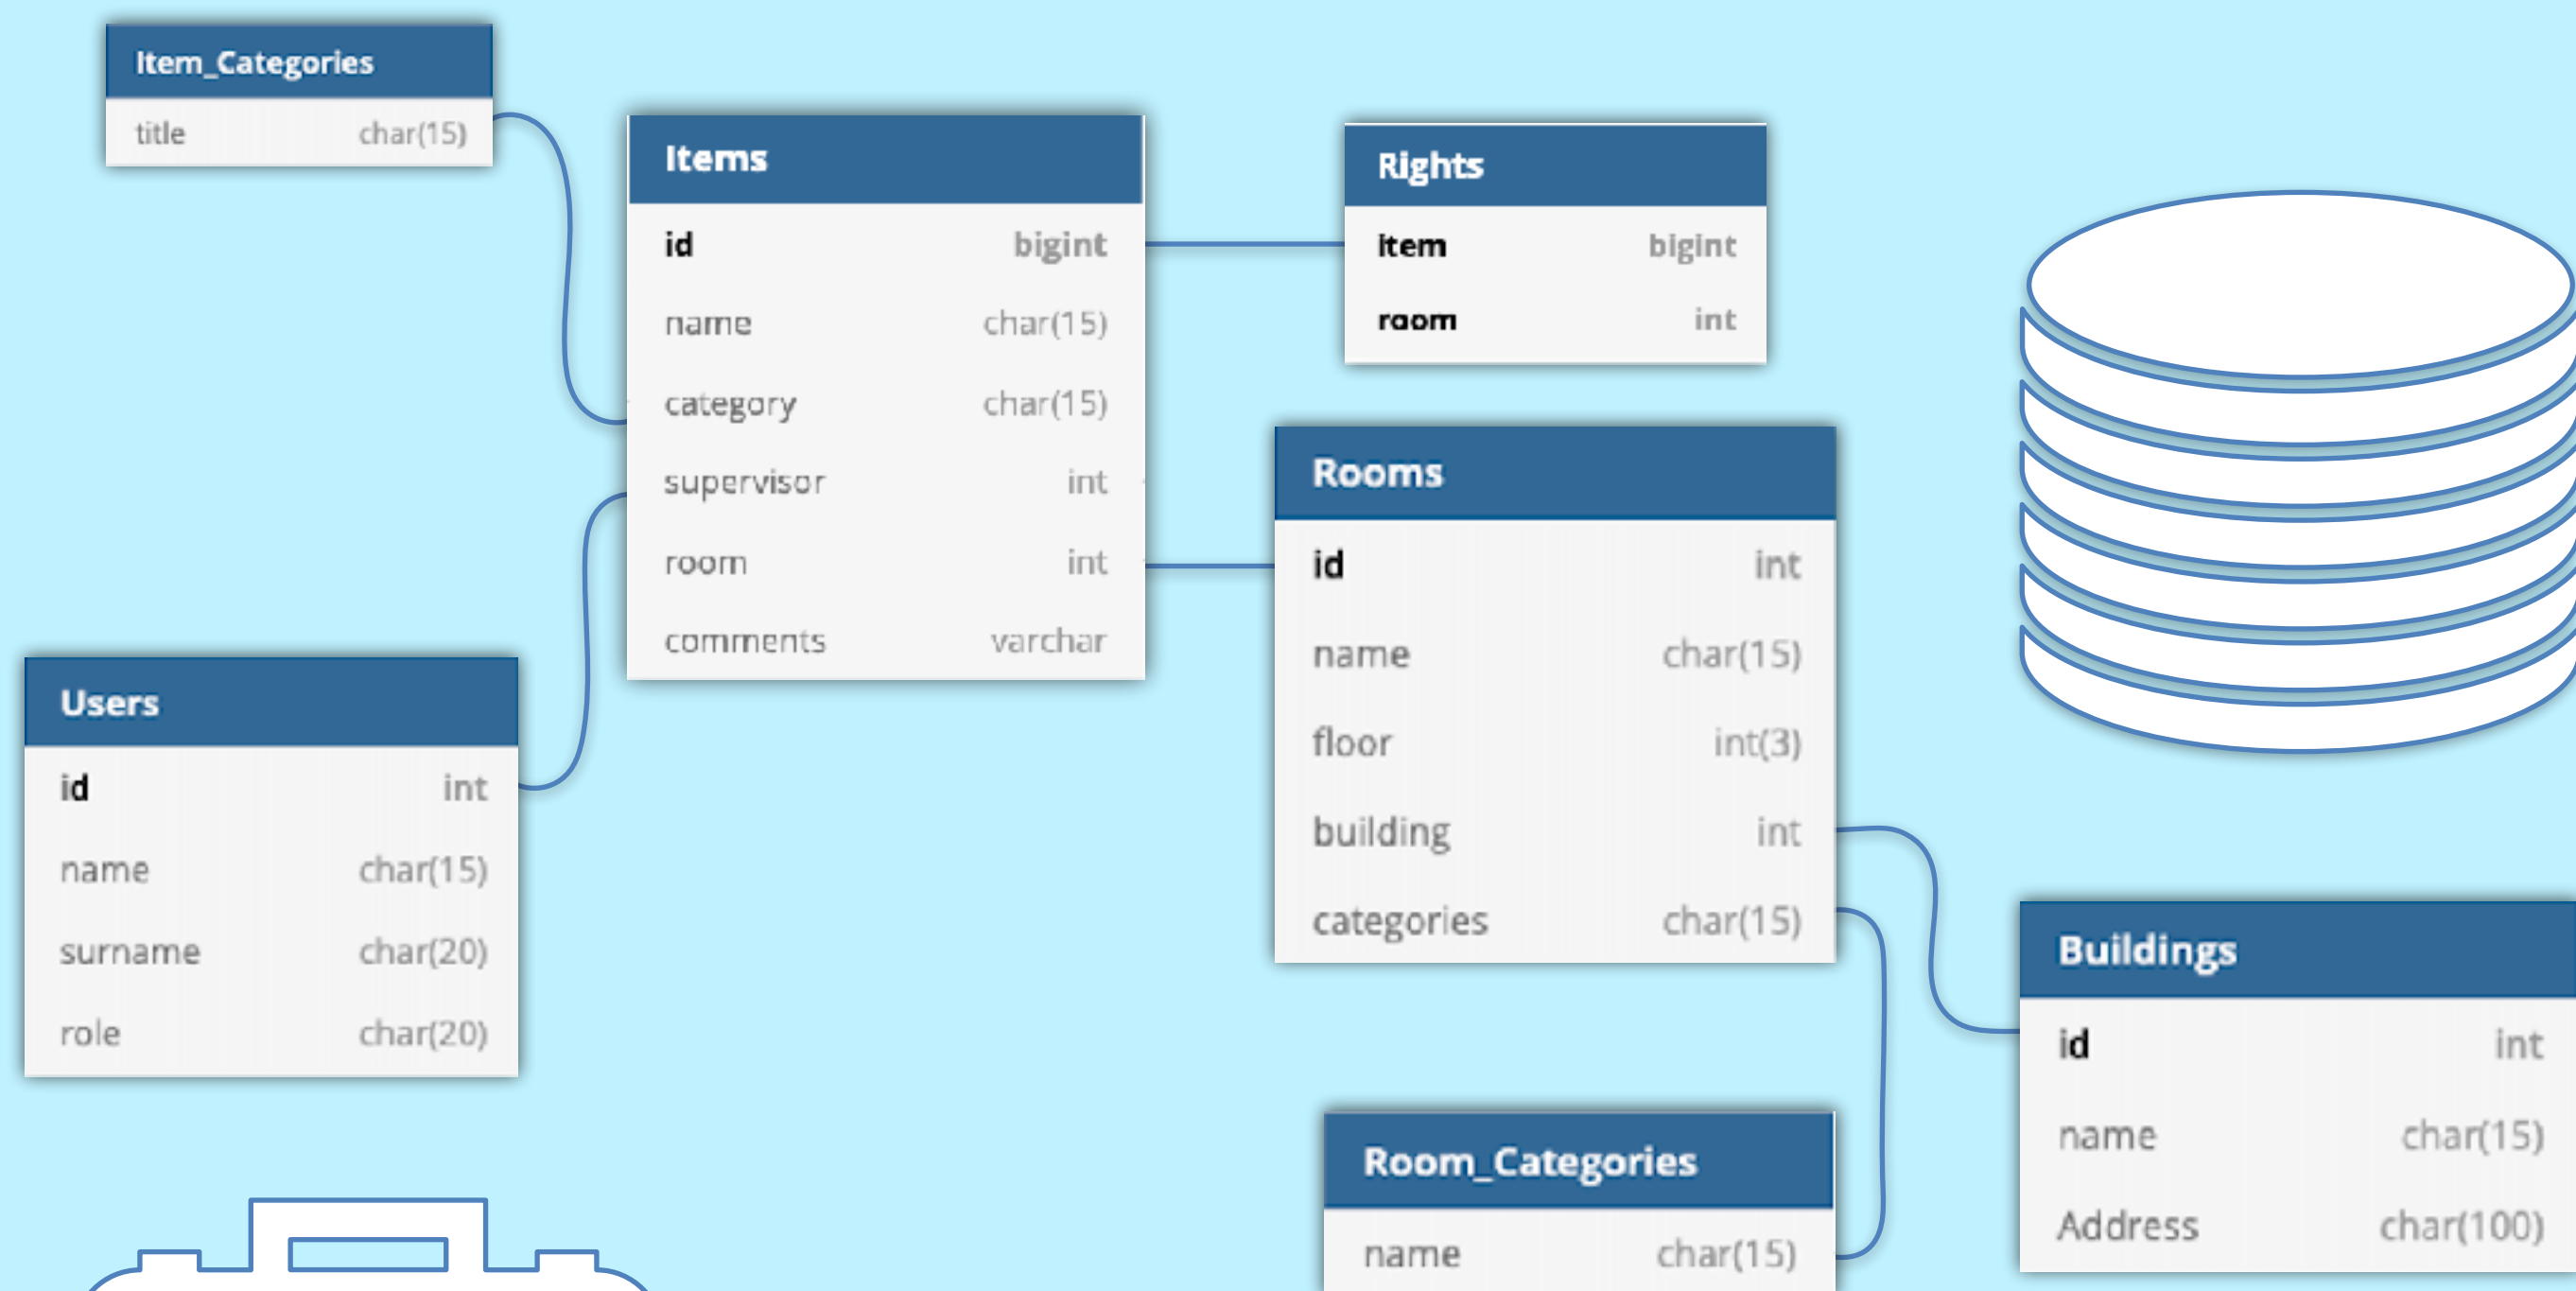 Item_Categories
title char(15)
Items
id bigint
name char(15)
category char(15)
supervisor int
room int
comments varchar
Rights
item bigint
room int
Rooms
id int
name char(15)
floor int(3)
building int
categories char(15)
Users
id int
name char(15)
surname char(20)
role char(20)
Buildings
id int
name char(15)
Address char(100)
Room_Categories
name char(15)